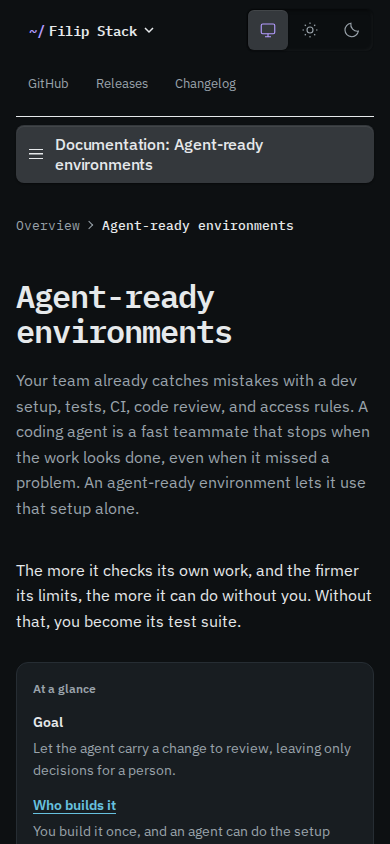 ~/ Filip Stack
GitHub Releases Changelog
Documentation: Agent-ready
environments
Overview > Agent-ready environments
Agent-ready
environments
Your team already catches mistakes with a dev
setup, tests, CI, code review, and access rules. A
coding agent is a fast teammate that stops when
the work looks done, even when it missed a
problem. An agent-ready environment lets it use
that setup alone.
The more it checks its own work, and the firmer
its limits, the more it can do without you. Without
that, you become its test suite.
At a glance
Goal
Let the agent carry a change to review, leaving only
decisions for a person.
Who builds it
You build it once, and an agent can do the setup